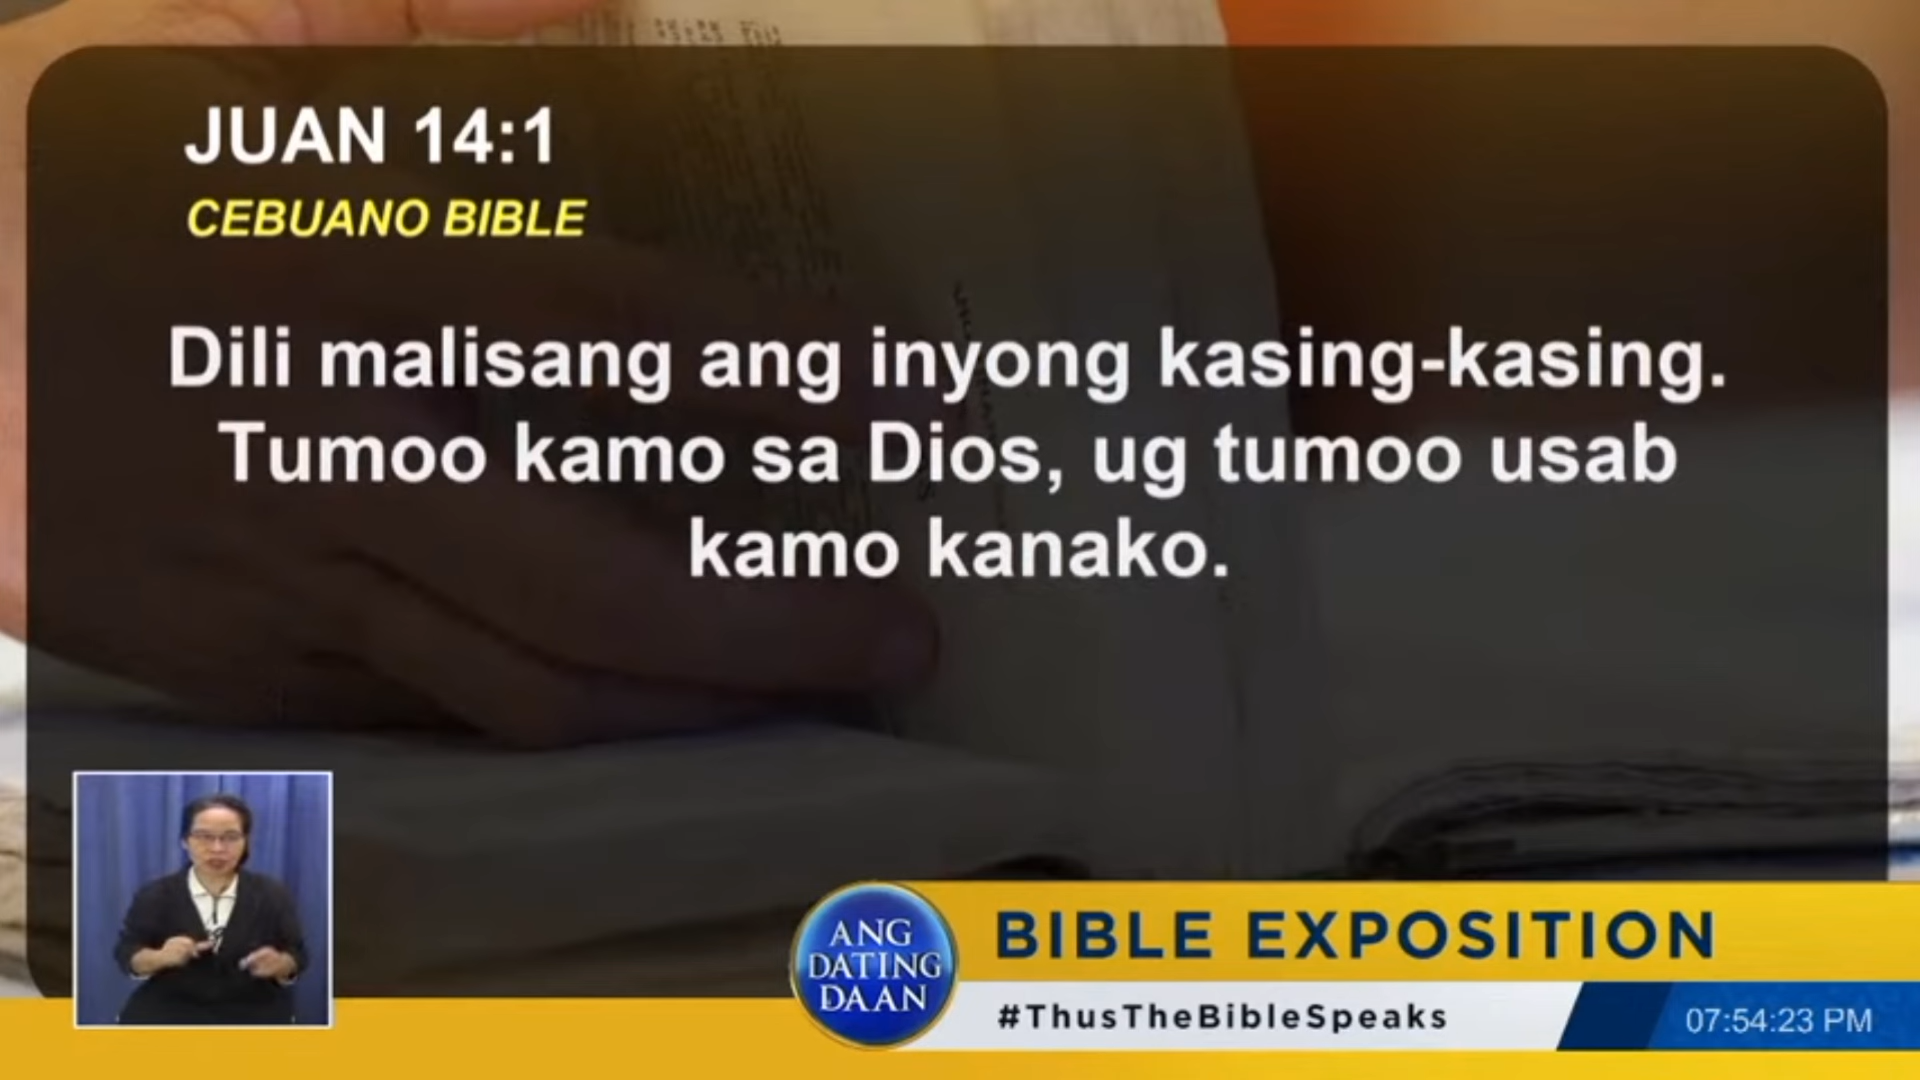 JUAN 14:1
CEBUANO BIBLE
Dili malisang ang inyong kasing-kasing.
Tumoo kamo sa Dios, ug tumoo usab
kamo kanako.
ANG
DATING
DAAN
BIBLE EXPOSITION
#ThusTheBibleSpeaks
07:54:23 PM